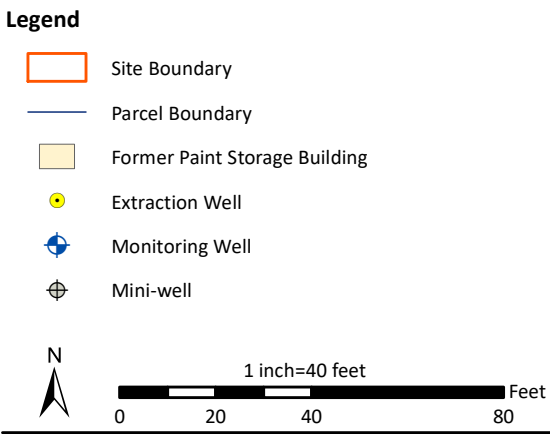 Legend
Site Boundary
Parcel Boundary
Former Paint Storage Building
Extraction Well
Monitoring Well
Mini-well
N
1 inch=40 feet
Feet
0 20 40 80